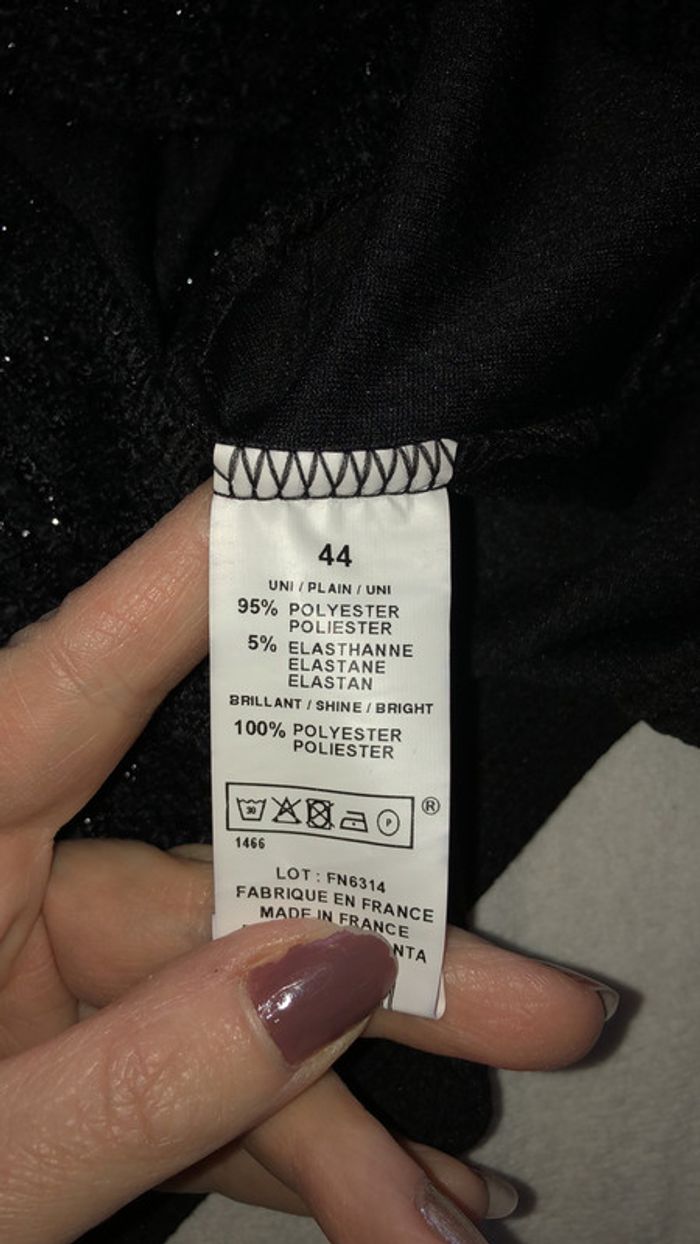 44
UNI / PLAIN / UNI
95% POLYESTER
POLIESTER
5% ELASTHANNE
ELASTANE
ELASTAN
BRILLANT / SHINE / BRIGHT
100% POLYESTER
POLIESTER
30
P
®
1466
LOT : FN6314
FABRIQUE EN FRANCE
MADE IN FRANCE